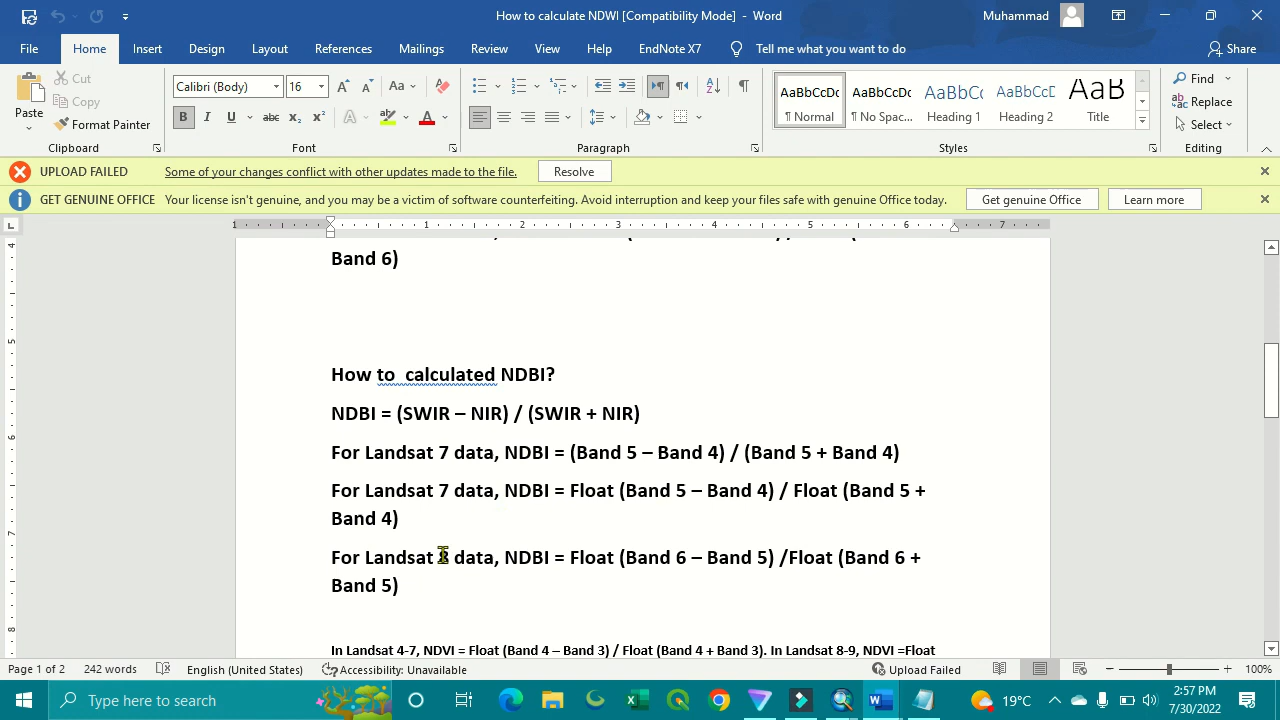 How to calculate NDWI [Compatibility Mode] - Word
Muhammad
File Home Insert Design Layout References Mailings Review View Help EndNote X7 Tell me what you want to do Share
Paste
Cut
Copy
Format Painter
Clipboard
Calibri (Body) 16
Font
Paragraph
AaBbCcDc AaBbCcDc AaBbCc AaBbCcD AaB
¶ Normal ¶ No Spac... Heading 1 Heading 2 Title
Styles
Find
Replace
Select
Editing
UPLOAD FAILED Some of your changes conflict with other updates made to the file. Resolve
GET GENUINE OFFICE Your license isn't genuine, and you may be a victim of software counterfeiting. Avoid interruption and keep your files safe with genuine Office today. Get genuine Office Learn more
1 1 2 3 4 5 6 7
Band 6)
How to calculated NDBI?
NDBI = (SWIR – NIR) / (SWIR + NIR)
For Landsat 7 data, NDBI = (Band 5 – Band 4) / (Band 5 + Band 4)
For Landsat 7 data, NDBI = Float (Band 5 – Band 4) / Float (Band 5 +
Band 4)
For Landsat data, NDBI = Float (Band 6 – Band 5) /Float (Band 6 +
Band 5)
In Landsat 4-7, NDVI = Float (Band 4 – Band 3) / Float (Band 4 + Band 3). In Landsat 8-9, NDVI =Float
Page 1 of 2 242 words English (United States) Accessibility: Unavailable Upload Failed 100%
Type here to search
19°C
2:57 PM
7/30/2022